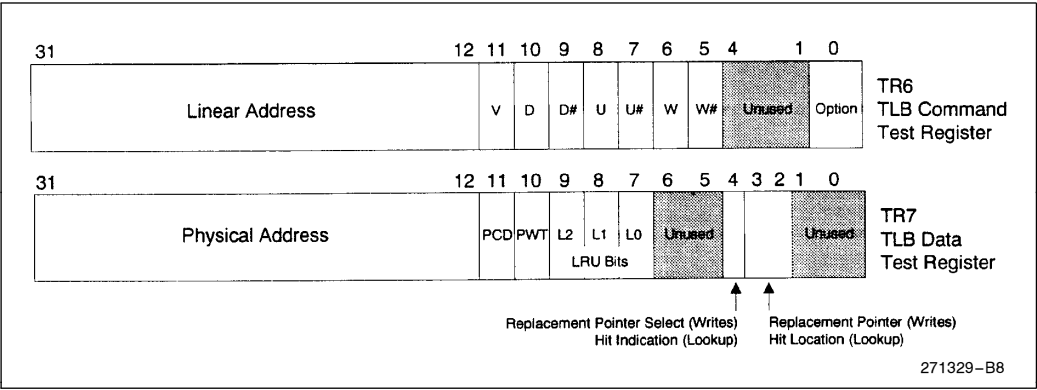 31 12 11 10 9 8 7 6 5 4 1 0
Linear Address V D D# U U# W W# Unused Option
TR6
TLB Command
Test Register
31 12 11 10 9 8 7 6 5 4 3 2 1 0
Physical Address PCD PWT L2 L1 L0 Unused Unused
LRU Bits
TR7
TLB Data
Test Register
Replacement Pointer Select (Writes)
Hit Indication (Lookup)
Replacement Pointer (Writes)
Hit Location (Lookup)
271329–B8